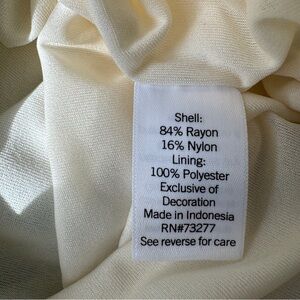 Shell:
84% Rayon
16% Nylon
Lining:
100% Polyester
Exclusive of
Decoration
Made in Indonesia
RN#73277
See reverse for care